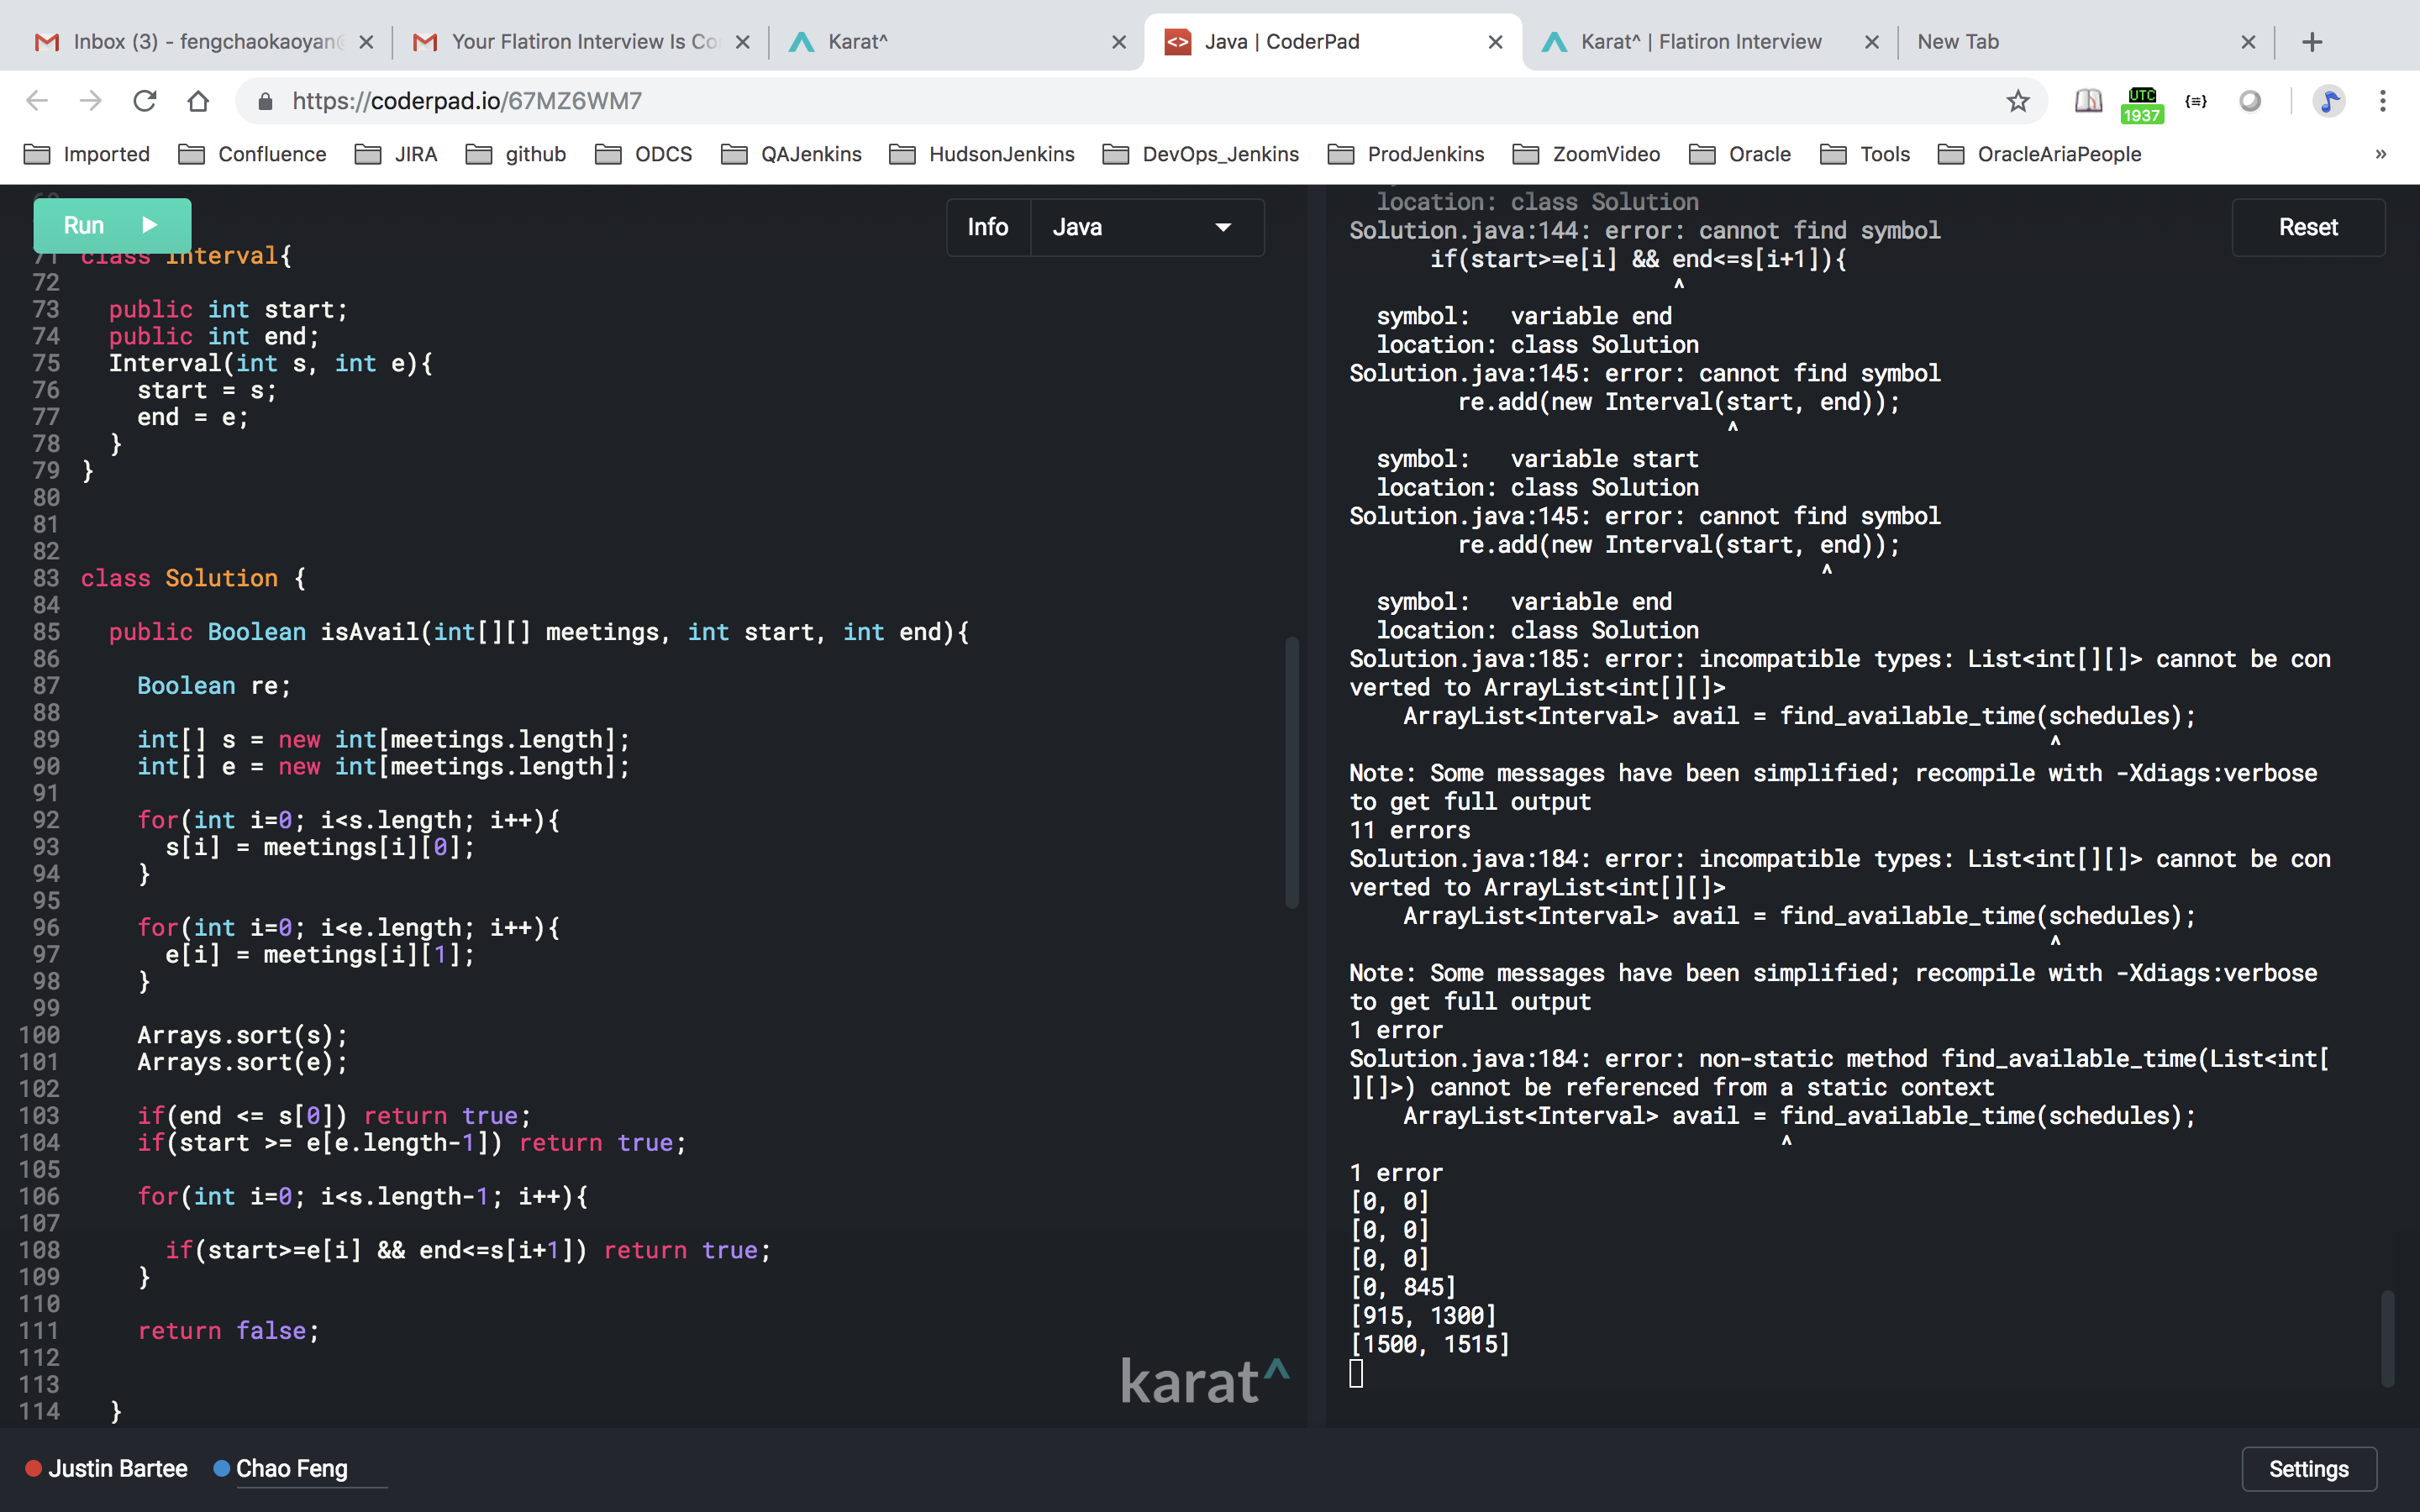 Inbox (3) - fengchaokaoyan@
Your Flatiron Interview Is Co
Karat^
Java | CoderPad
Karat^ | Flatiron Interview
New Tab
https://coderpad.io/67MZ6WM7
UTC
1937
Imported
Confluence
JIRA
github
ODCS
QAJenkins
HudsonJenkins
DevOps_Jenkins
ProdJenkins
ZoomVideo
Oracle
Tools
OracleAriaPeople
»
Run
Info
Java
71 class Interval{
72
73 public int start;
74 public int end;
75 Interval(int s, int e){
76 start = s;
77 end = e;
78 }
79 }
80
81
82
83 class Solution {
84
85 public Boolean isAvail(int[][] meetings, int start, int end){
86
87 Boolean re;
88
89 int[] s = new int[meetings.length];
90 int[] e = new int[meetings.length];
91
92 for(int i=0; i<s.length; i++){
93 s[i] = meetings[i][0];
94 }
95
96 for(int i=0; i<e.length; i++){
97 e[i] = meetings[i][1];
98 }
99
100 Arrays.sort(s);
101 Arrays.sort(e);
102
103 if(end <= s[0]) return true;
104 if(start >= e[e.length-1]) return true;
105
106 for(int i=0; i<s.length-1; i++){
107
108 if(start>=e[i] && end<=s[i+1]) return true;
109 }
110
111 return false;
112
113
114 }
karat^
Reset
location: class Solution
Solution.java:144: error: cannot find symbol
if(start>=e[i] && end<=s[i+1]){
^
symbol: variable end
location: class Solution
Solution.java:145: error: cannot find symbol
re.add(new Interval(start, end));
^
symbol: variable start
location: class Solution
Solution.java:145: error: cannot find symbol
re.add(new Interval(start, end));
^
symbol: variable end
location: class Solution
Solution.java:185: error: incompatible types: List<int[][]> cannot be con
verted to ArrayList<int[][]>
ArrayList<Interval> avail = find_available_time(schedules);
^
Note: Some messages have been simplified; recompile with -Xdiags:verbose
to get full output
11 errors
Solution.java:184: error: incompatible types: List<int[][]> cannot be con
verted to ArrayList<int[][]>
ArrayList<Interval> avail = find_available_time(schedules);
^
Note: Some messages have been simplified; recompile with -Xdiags:verbose
to get full output
1 error
Solution.java:184: error: non-static method find_available_time(List<int[
][]>) cannot be referenced from a static context
ArrayList<Interval> avail = find_available_time(schedules);
^
1 error
[0, 0]
[0, 0]
[0, 0]
[0, 845]
[915, 1300]
[1500, 1515]
Justin Bartee
Chao Feng
Settings